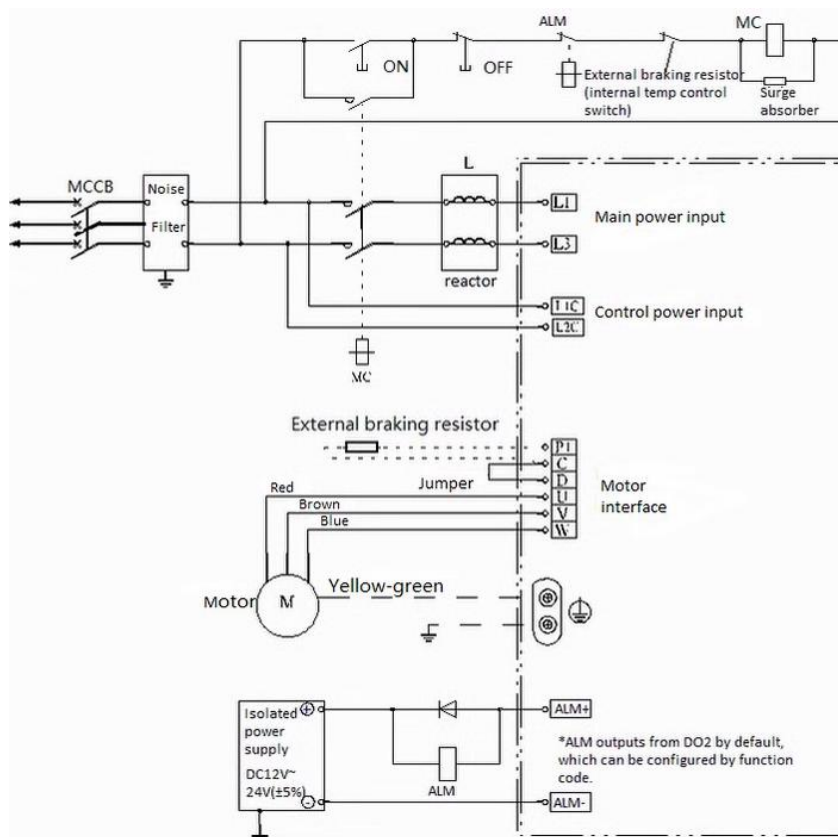 ALM
MC
ON
OFF
External braking resistor
(internal temp control
switch)
Surge
absorber
MCCB
Noise
Filter
L
reactor
L1
Main power input
L3
L1C
Control power input
L2C
MC
External braking resistor
P1
C
Jumper
D
Motor
interface
Red
U
Brown
V
Blue
W
Motor
M
Yellow-green
Isolated
power
supply
DC12V~
24V(±5%)
+
-
ALM
ALM+
*ALM outputs from DO2 by default,
which can be configured by function
code.
ALM-